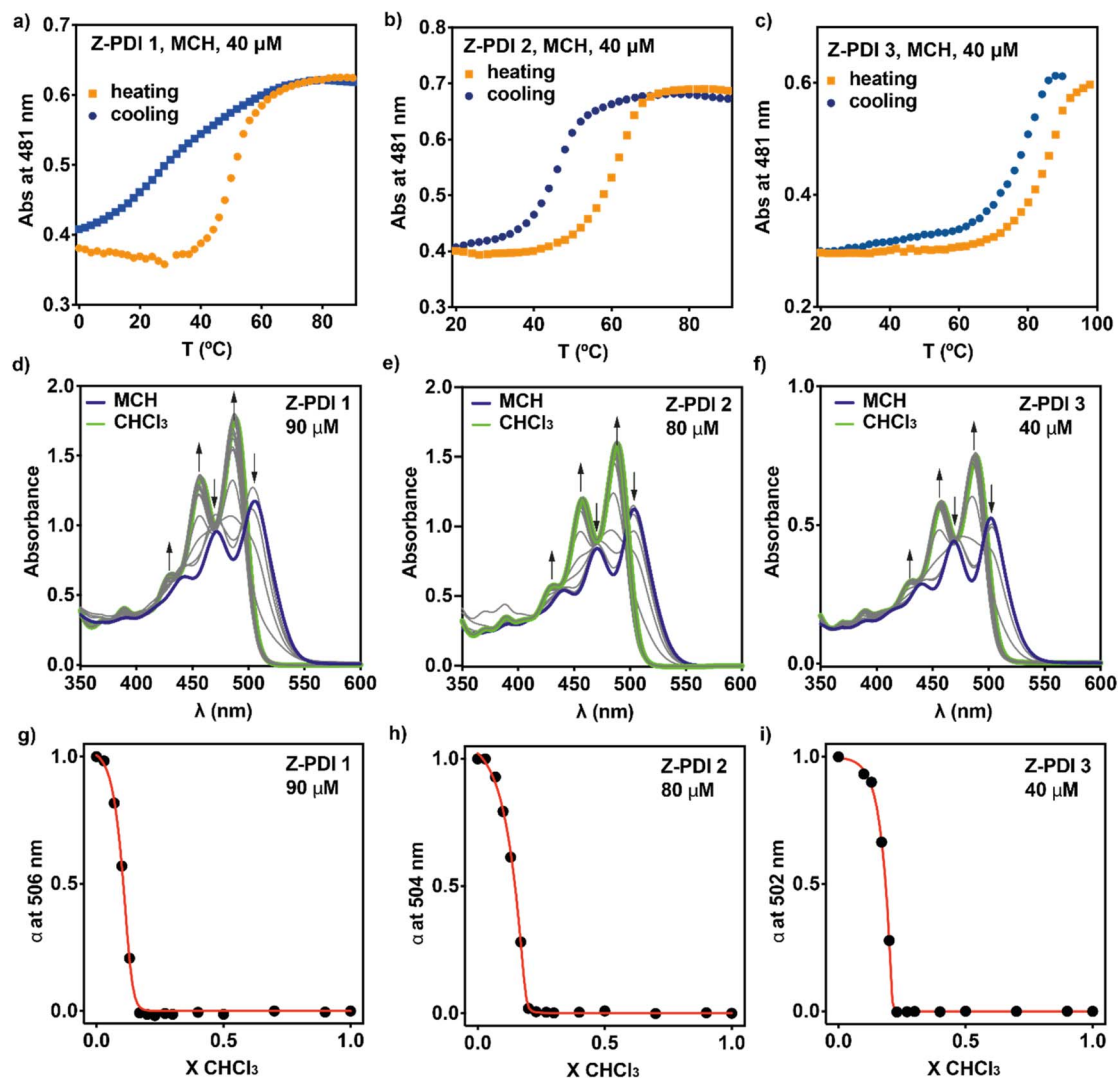 a)
Z-PDI 1, MCH, 40 µM
heating
cooling
Abs at 481 nm
0.6
0.5
0.4
0.3
0 20 40 60 80
T (ºC)
b)
Z-PDI 2, MCH, 40 µM
heating
cooling
Abs at 481 nm
0.8
0.7
0.6
0.5
0.4
0.3
20 40 60 80
T (ºC)
c)
Z-PDI 3, MCH, 40 µM
heating
cooling
Abs at 481 nm
0.6
0.4
0.2
20 40 60 80 100
T (ºC)
d)
MCH
CHCl₃
Z-PDI 1
90 µM
Absorbance
2.0
1.5
1.0
0.5
0.0
350 400 450 500 550 600
λ (nm)
e)
MCH
CHCl₃
Z-PDI 2
80 µM
Absorbance
2.0
1.5
1.0
0.5
0.0
350 400 450 500 550 600
λ (nm)
f)
MCH
CHCl₃
Z-PDI 3
40 µM
Absorbance
1.0
0.5
0.0
350 400 450 500 550 600
λ (nm)
g)
Z-PDI 1
90 µM
α at 506 nm
1.0
0.5
0.0
0.0 0.5 1.0
X CHCl₃
h)
Z-PDI 2
80 µM
α at 504 nm
1.0
0.5
0.0
0.0 0.5 1.0
X CHCl₃
i)
Z-PDI 3
40 µM
α at 502 nm
1.0
0.5
0.0
0.0 0.5 1.0
X CHCl₃